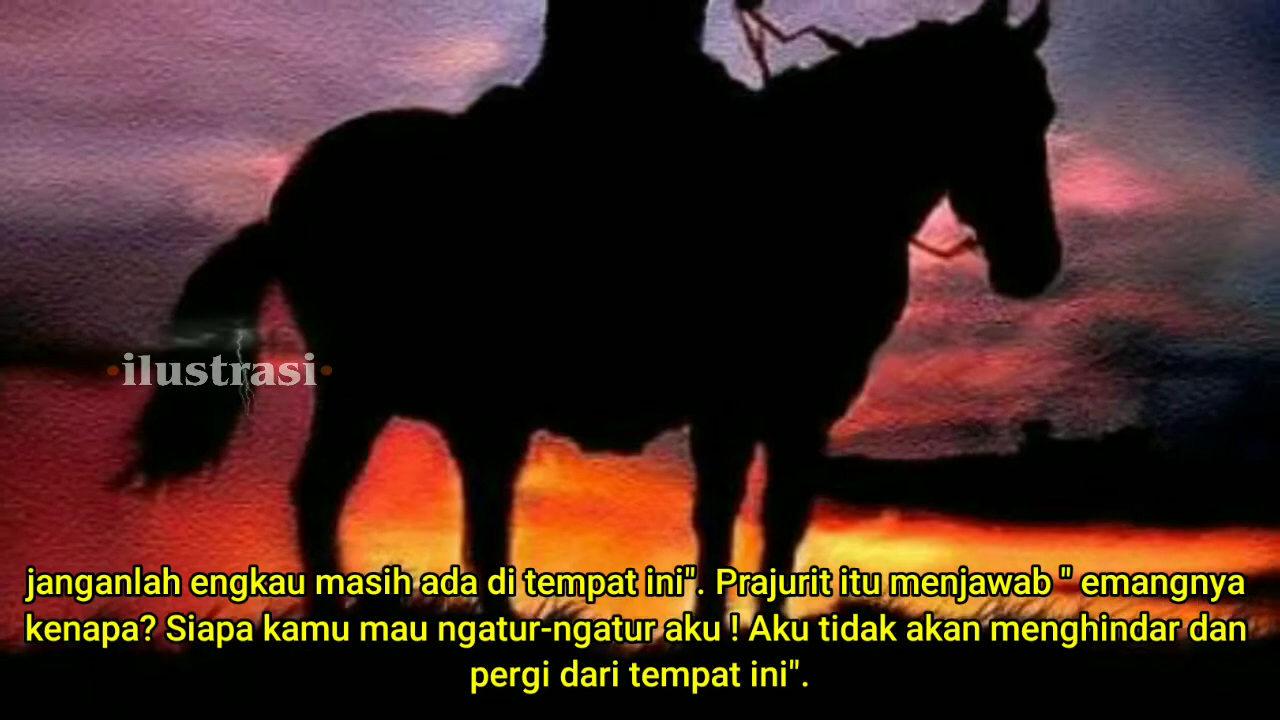 ·ilustrasi·
janganlah engkau masih ada di tempat ini". Prajurit itu menjawab " emangnya
kenapa? Siapa kamu mau ngatur-ngatur aku ! Aku tidak akan menghindar dan
pergi dari tempat ini".